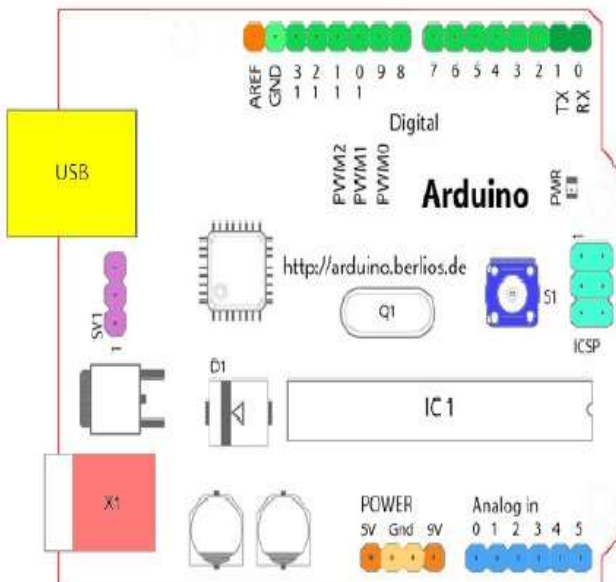 AREF GND 13 12 11 10 9 8 7 6 5 4 3 2 1 0
TX RX
Digital
PWM2 PWM1 PWM0
Arduino
PWR
USB
http://arduino.berlios.de
1
SV1
1
Q1
S1
ICSP
D1
IC 1
X1
POWER
5V Gnd 9V
Analog in
0 1 2 3 4 5